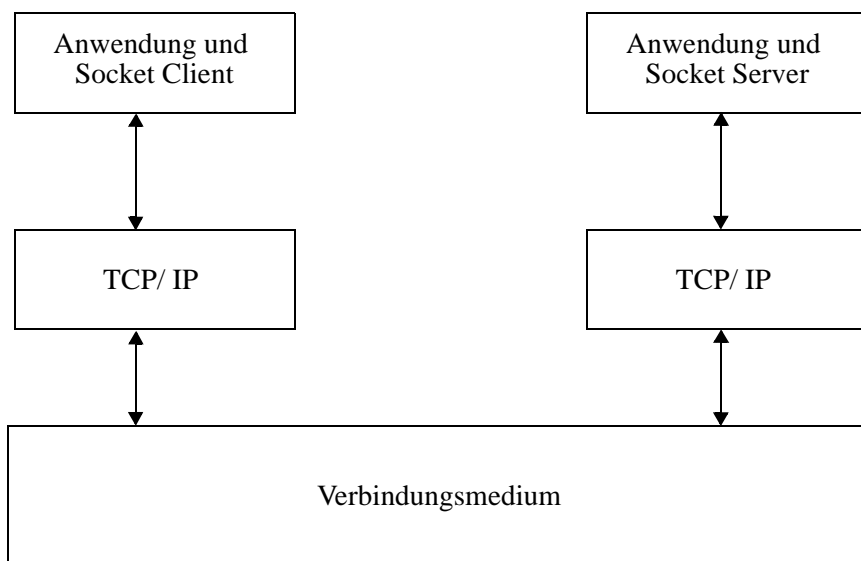 Anwendung und
Socket Client
Anwendung und
Socket Server
TCP/ IP
TCP/ IP
Verbindungsmedium